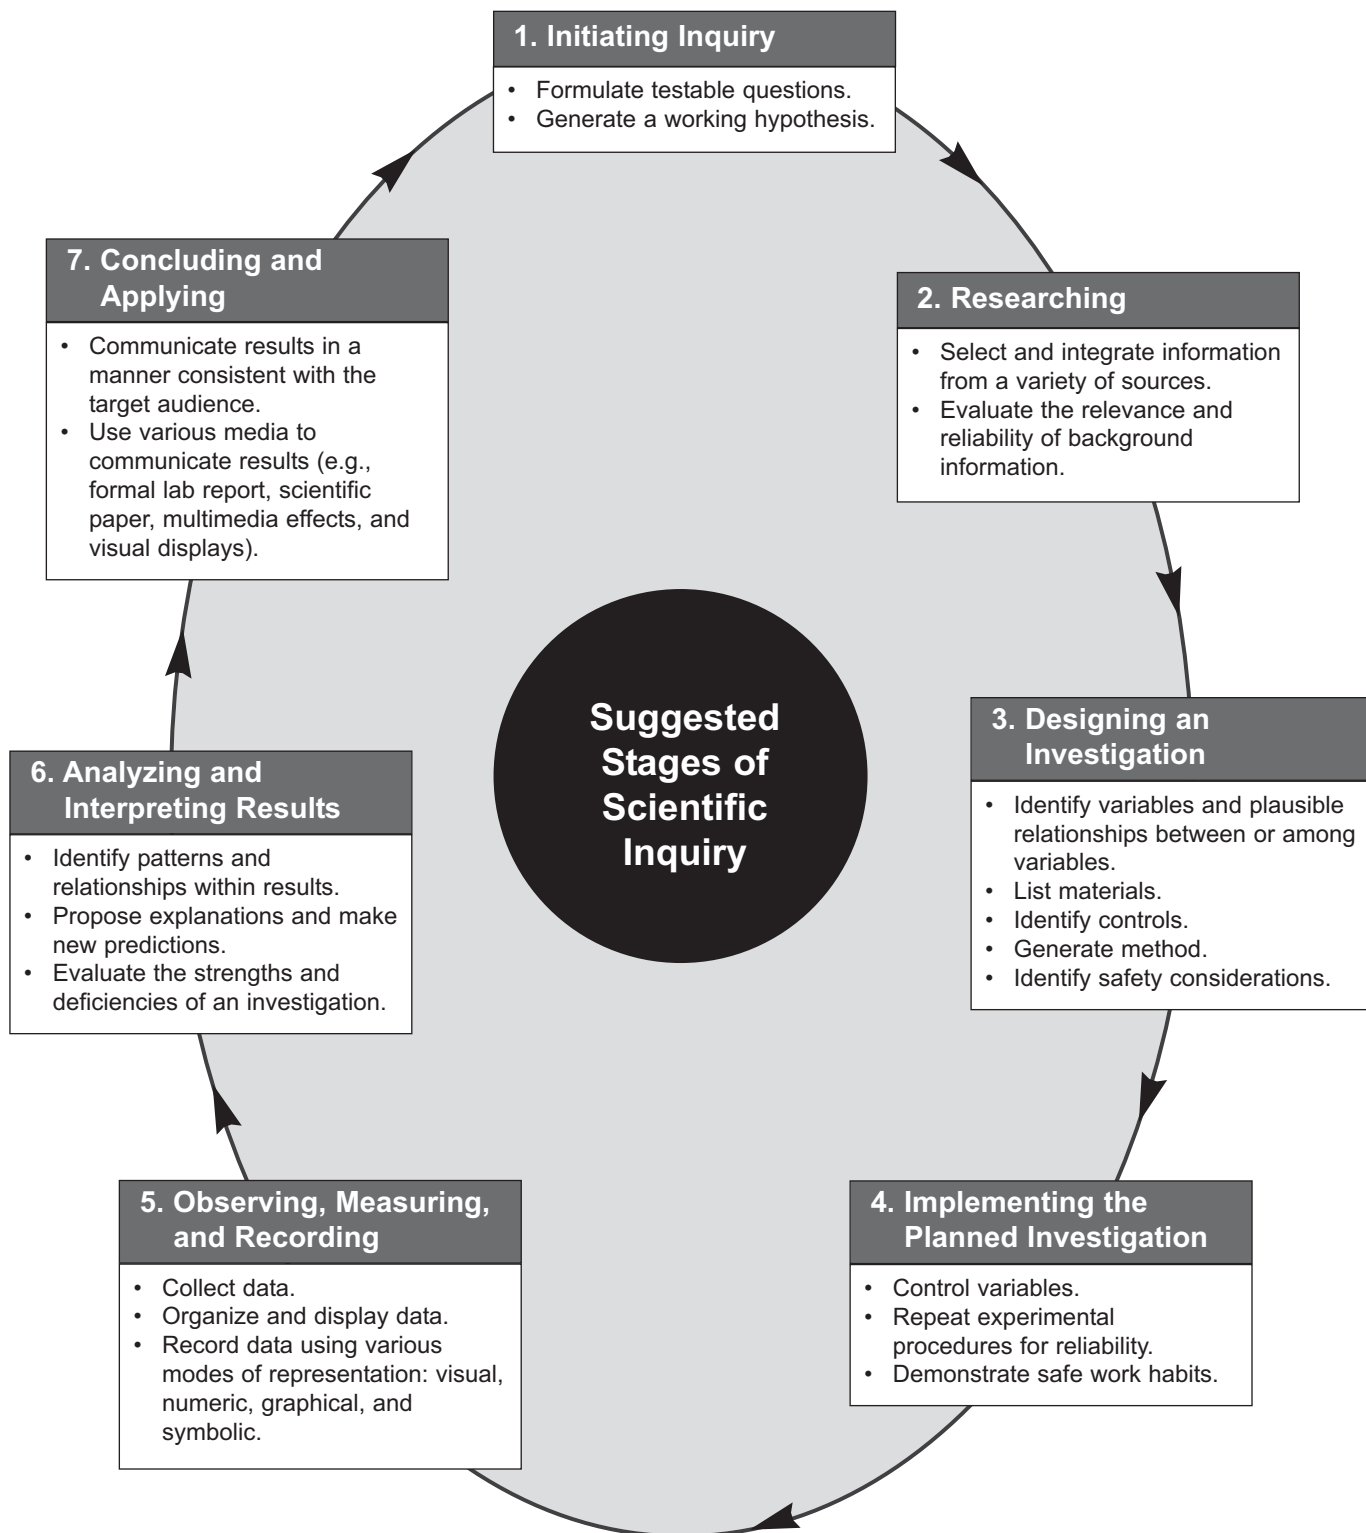 1. Initiating Inquiry
• Formulate testable questions.
• Generate a working hypothesis.
2. Researching
• Select and integrate information
from a variety of sources.
• Evaluate the relevance and
reliability of background
information.
3. Designing an
Investigation
• Identify variables and plausible
relationships between or among
variables.
• List materials.
• Identify controls.
• Generate method.
• Identify safety considerations.
4. Implementing the
Planned Investigation
• Control variables.
• Repeat experimental
procedures for reliability.
• Demonstrate safe work habits.
5. Observing, Measuring,
and Recording
• Collect data.
• Organize and display data.
• Record data using various
modes of representation: visual,
numeric, graphical, and
symbolic.
6. Analyzing and
Interpreting Results
• Identify patterns and
relationships within results.
• Propose explanations and make
new predictions.
• Evaluate the strengths and
deficiencies of an investigation.
7. Concluding and
Applying
• Communicate results in a
manner consistent with the
target audience.
• Use various media to
communicate results (e.g.,
formal lab report, scientific
paper, multimedia effects, and
visual displays).
Suggested
Stages of
Scientific
Inquiry